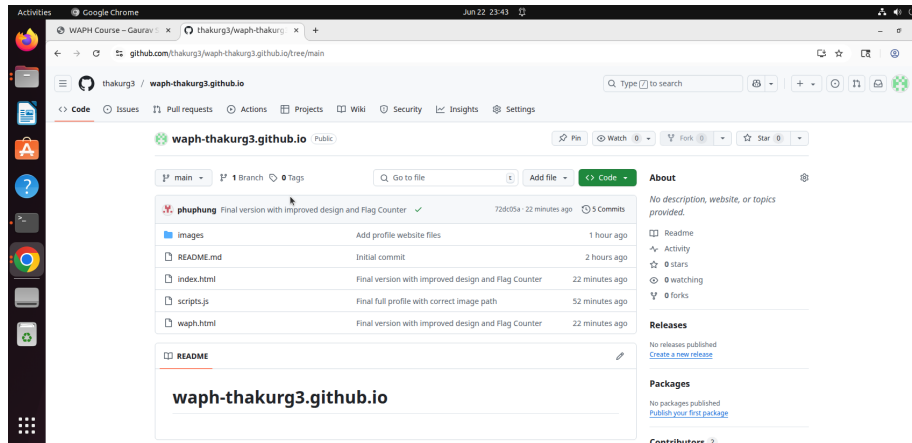 Activities Google Chrome Jun 22 23:43
WAPH Course – Gaurav S × thakurg3/waph-thakurg × +
github.com/thakurg3/waph-thakurg3.github.io/tree/main
thakurg3 / waph-thakurg3.github.io Type / to search
<> Code Issues Pull requests Actions Projects Wiki Security Insights Settings
waph-thakurg3.github.io Public Pin Watch 0 Fork 0 Star 0
main 1 Branch 0 Tags Go to file t Add file <> Code
phuphung Final version with improved design and Flag Counter 72dc05a · 22 minutes ago 5 Commits
images Add profile website files 1 hour ago
README.md Initial commit 2 hours ago
index.html Final version with improved design and Flag Counter 22 minutes ago
scripts.js Final full profile with correct image path 52 minutes ago
waph.html Final version with improved design and Flag Counter 22 minutes ago
README
waph-thakurg3.github.io
About
No description, website, or topics
provided.
Readme
Activity
0 stars
0 watching
0 forks
Releases
No releases published
Create a new release
Packages
No packages published
Publish your first package
Contributors 2